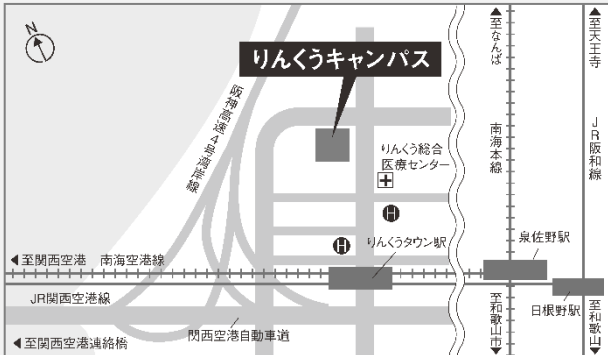 N
りんくうキャンパス
阪神高速4号湾岸線
りんくう総合
医療センター
H
H
りんくうタウン駅
▲至なんば
南海本線
▲至天王寺
JR阪和線
泉佐野駅
日根野駅
◀至関西空港 南海空港線
JR関西空港線
◀至関西空港連絡橋
関西空港自動車道
至和歌山市▼
至和歌山▼